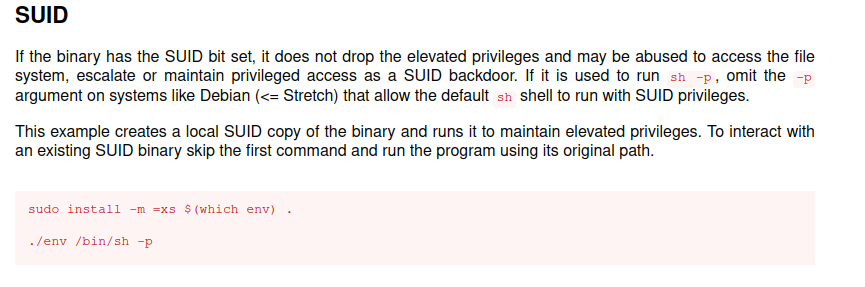 SUID
If the binary has the SUID bit set, it does not drop the elevated privileges and may be abused to access the file
system, escalate or maintain privileged access as a SUID backdoor. If it is used to run sh -p, omit the -p
argument on systems like Debian (<= Stretch) that allow the default sh shell to run with SUID privileges.
This example creates a local SUID copy of the binary and runs it to maintain elevated privileges. To interact with
an existing SUID binary skip the first command and run the program using its original path.
sudo install -m =xs $(which env) .
./env /bin/sh -p